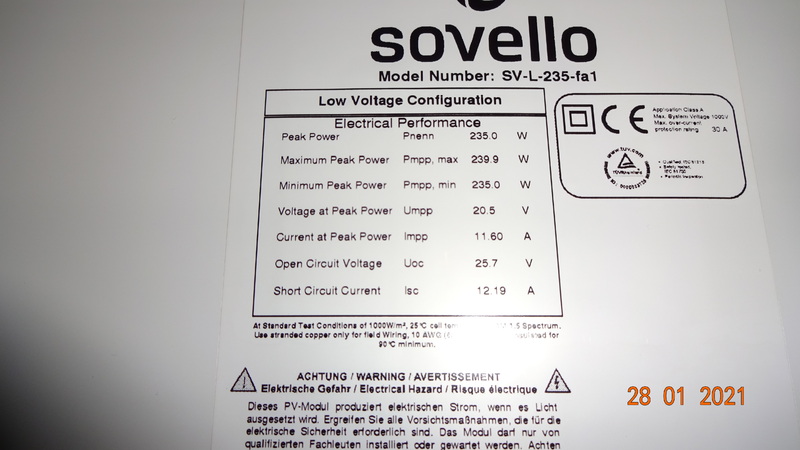 sovello
Model Number: SV-L-235-fa1
Low Voltage Configuration
Electrical Performance
Peak Power Pnenn 235.0 W
Maximum Peak Power Pmpp, max 239.9 W
Minimum Peak Power Pmpp, min 235.0 W
Voltage at Peak Power Umpp 20.5 V
Current at Peak Power Impp 11.60 A
Open Circuit Voltage Uoc 25.7 V
Short Circuit Current Isc 12.19 A
CE
Application Class A
Max. System Voltage 1000V
Max. over-current
protection rating 30 A
www.tuv.com
At Standard Test Conditions of 1000W/m², 25°C cell 1.5 Spectrum.
Use stranded copper only for field Wiring, 10 AWG for
90°C minimum.
ACHTUNG / WARNING / AVERTISSEMENT
Elektrische Gefahr / Electrical Hazard / Risque électrique
Dieses PV-Modul produziert elektrischen Strom, wenn es Licht
ausgesetzt wird. Ergreifen Sie alle Vorsichtsmaßnahmen, die für die
elektrische Sicherheit erforderlich sind. Das Modul darf nur von
qualifizierten Fachleuten installiert oder gewartet werden. Achten
28 01 2021